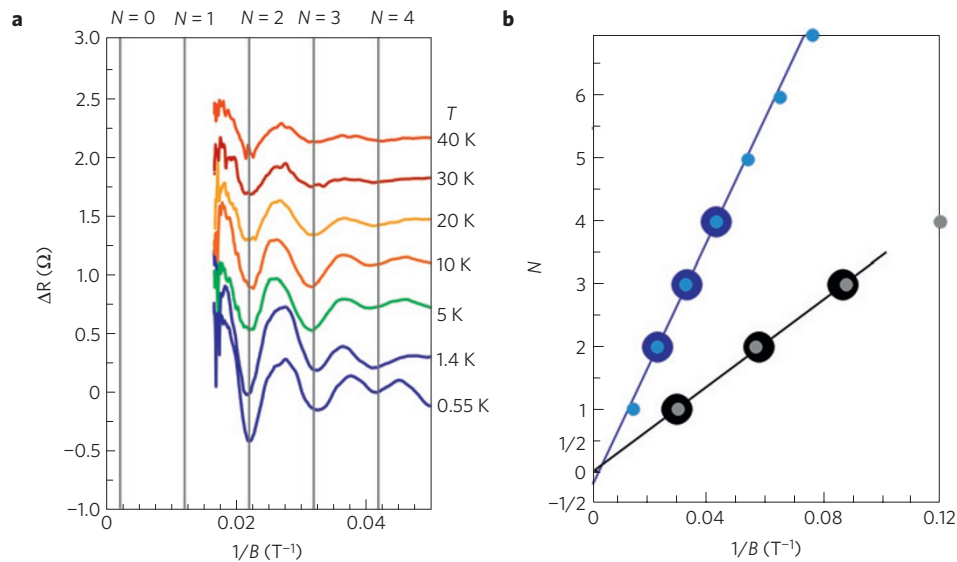 a
N = 0 N = 1 N = 2 N = 3 N = 4
3.0
2.5
2.0
1.5
1.0
0.5
0
−0.5
−1.0
ΔR (Ω)
T
40 K
30 K
20 K
10 K
5 K
1.4 K
0.55 K
0 0.02 0.04
1/B (T⁻¹)
b
6
5
4
3
2
1
1/2
0
−1/2
N
0 0.04 0.08 0.12
1/B (T⁻¹)